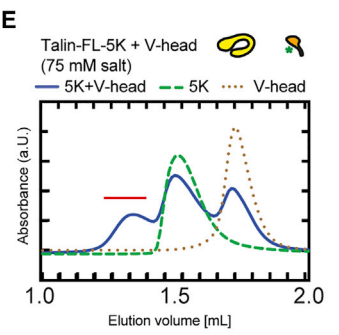 E
Talin-FL-5K + V-head
(75 mM salt)
5K+V-head 5K V-head
Absorbance (a.U.)
1.0 1.5 2.0
Elution volume [mL]